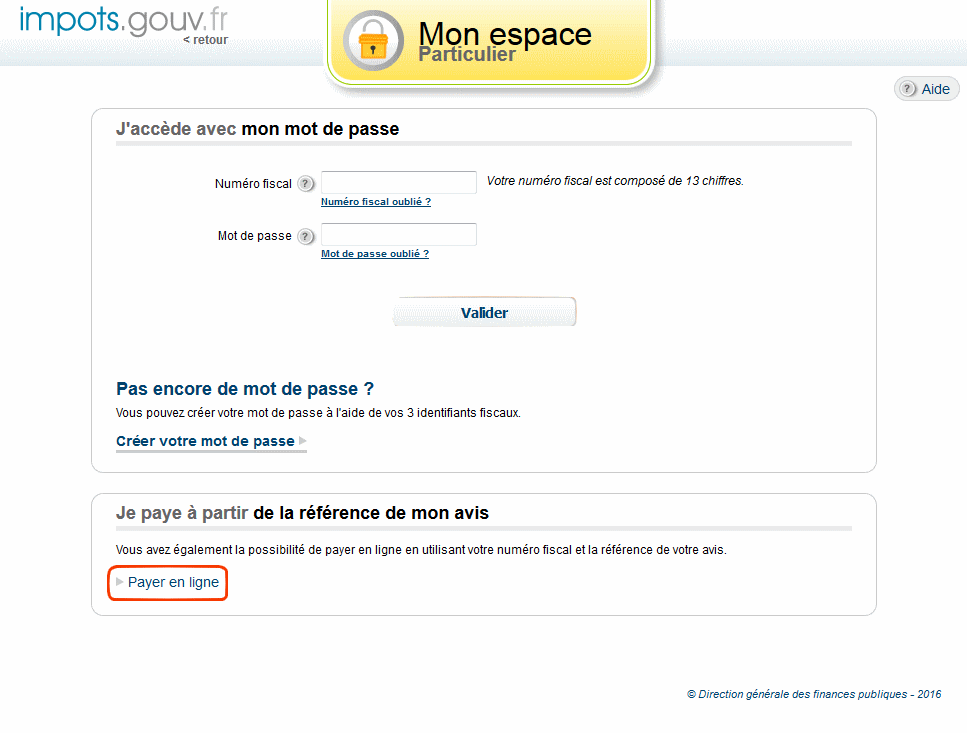 impots.gouv.fr
< retour
Mon espace
Particulier
? Aide
J'accède avec mon mot de passe
Numéro fiscal ? Votre numéro fiscal est composé de 13 chiffres.
Numéro fiscal oublié ?
Mot de passe ?
Mot de passe oublié ?
Valider
Pas encore de mot de passe ?
Vous pouvez créer votre mot de passe à l'aide de vos 3 identifiants fiscaux.
Créer votre mot de passe
Je paye à partir de la référence de mon avis
Vous avez également la possibilité de payer en ligne en utilisant votre numéro fiscal et la référence de votre avis.
Payer en ligne
© Direction générale des finances publiques - 2016